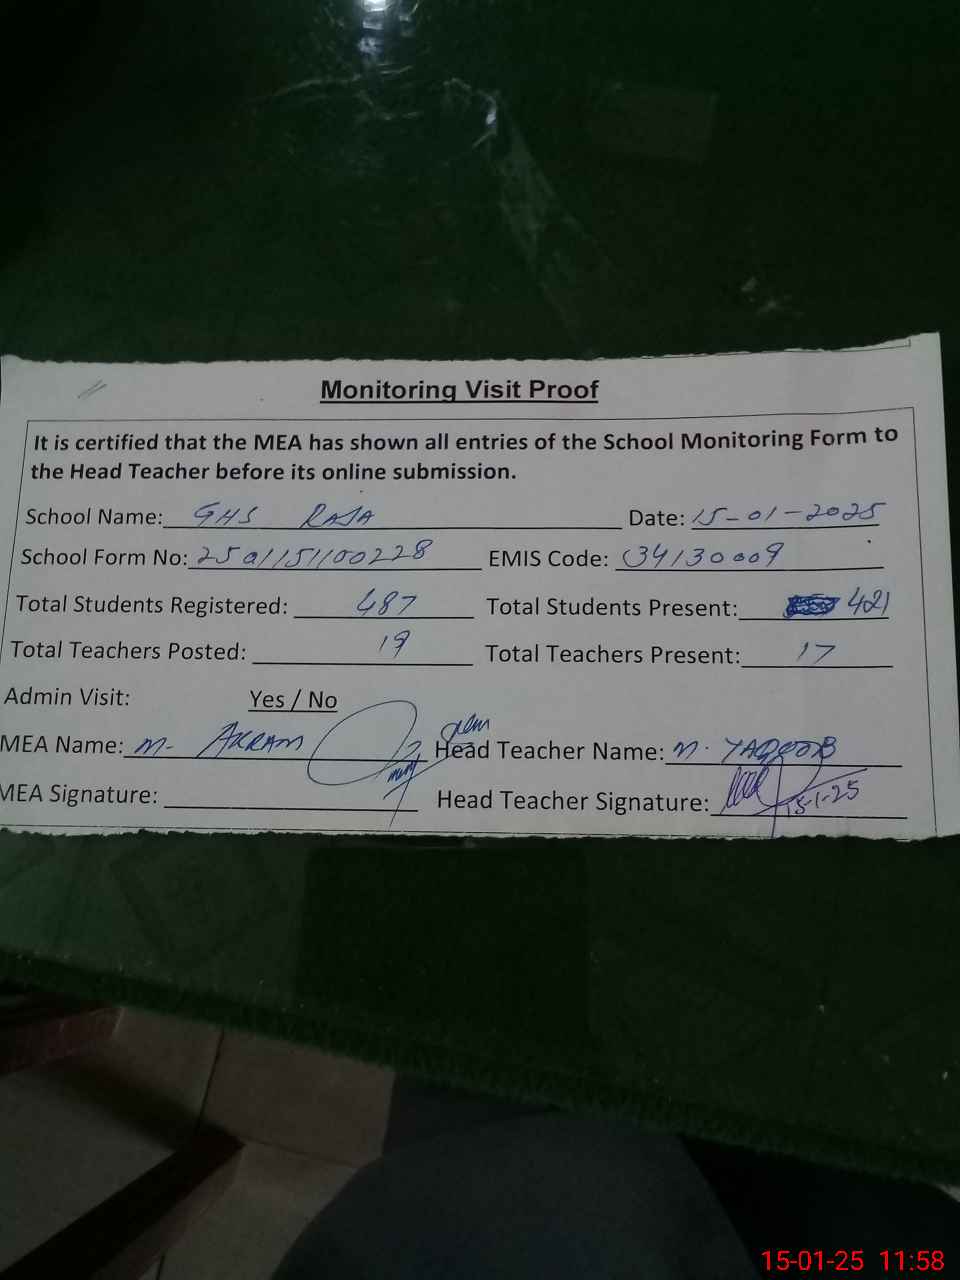 Monitoring Visit Proof
It is certified that the MEA has shown all entries of the School Monitoring Form to
the Head Teacher before its online submission.
School Name: GHS RAJA Date: 15-01-2025
School Form No: 2501151100228 EMIS Code: 34130009
Total Students Registered: 487 Total Students Present: 421
Total Teachers Posted: 19 Total Teachers Present: 17
Admin Visit: Yes / No
MEA Name: M- AKRAM Head Teacher Name: M. YAQOOB
MEA Signature: Head Teacher Signature: 15-1-25
15-01-25 11:58